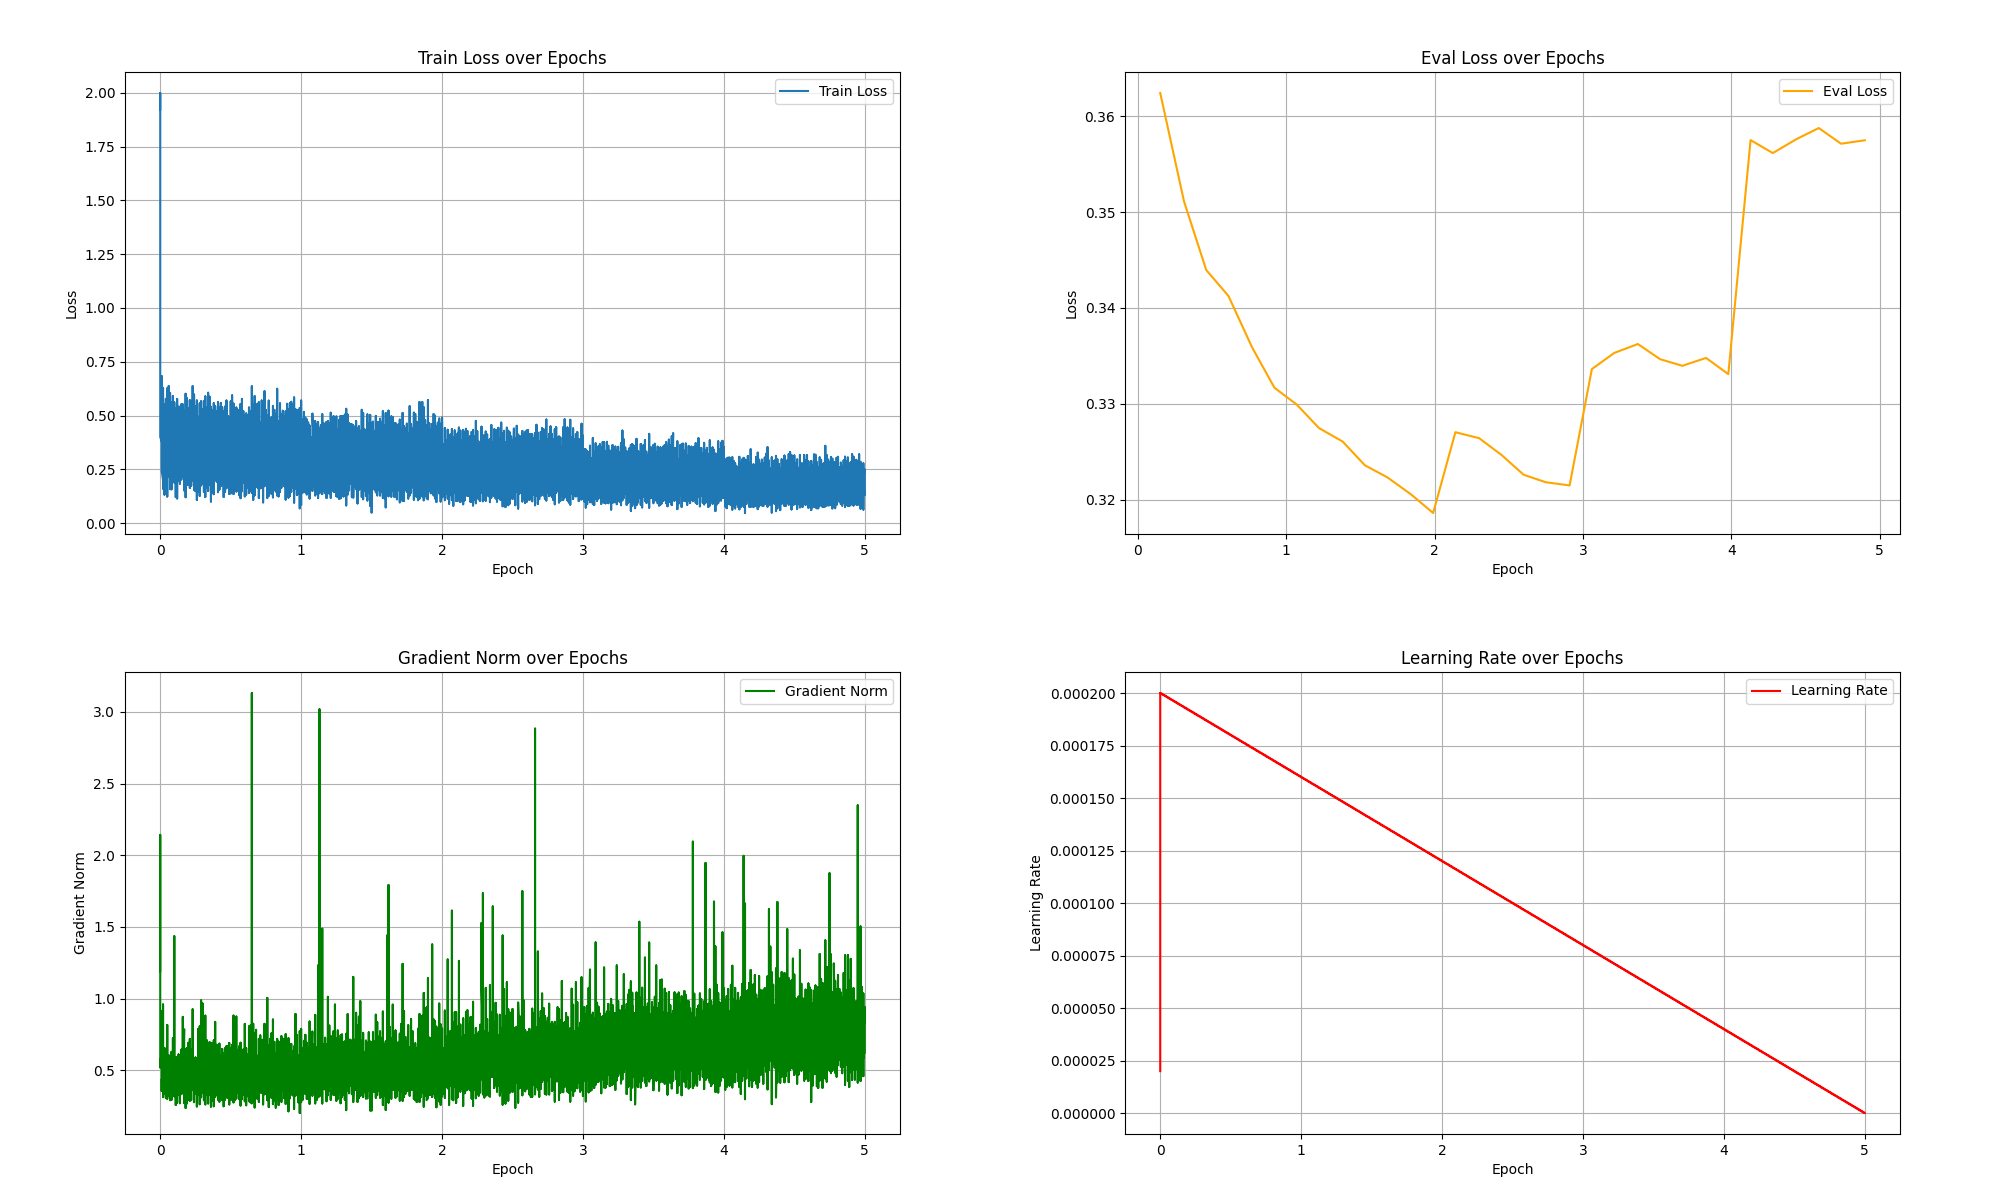 Train Loss over Epochs
Train Loss
2.00
1.75
1.50
1.25
1.00
0.75
0.50
0.25
0.00
Loss
0 1 2 3 4 5
Epoch
Eval Loss over Epochs
Eval Loss
0.36
0.35
0.34
0.33
0.32
Loss
0 1 2 3 4 5
Epoch
Gradient Norm over Epochs
Gradient Norm
3.0
2.5
2.0
1.5
1.0
0.5
Gradient Norm
0 1 2 3 4 5
Epoch
Learning Rate over Epochs
Learning Rate
0.000200
0.000175
0.000150
0.000125
0.000100
0.000075
0.000050
0.000025
0.000000
Learning Rate
0 1 2 3 4 5
Epoch